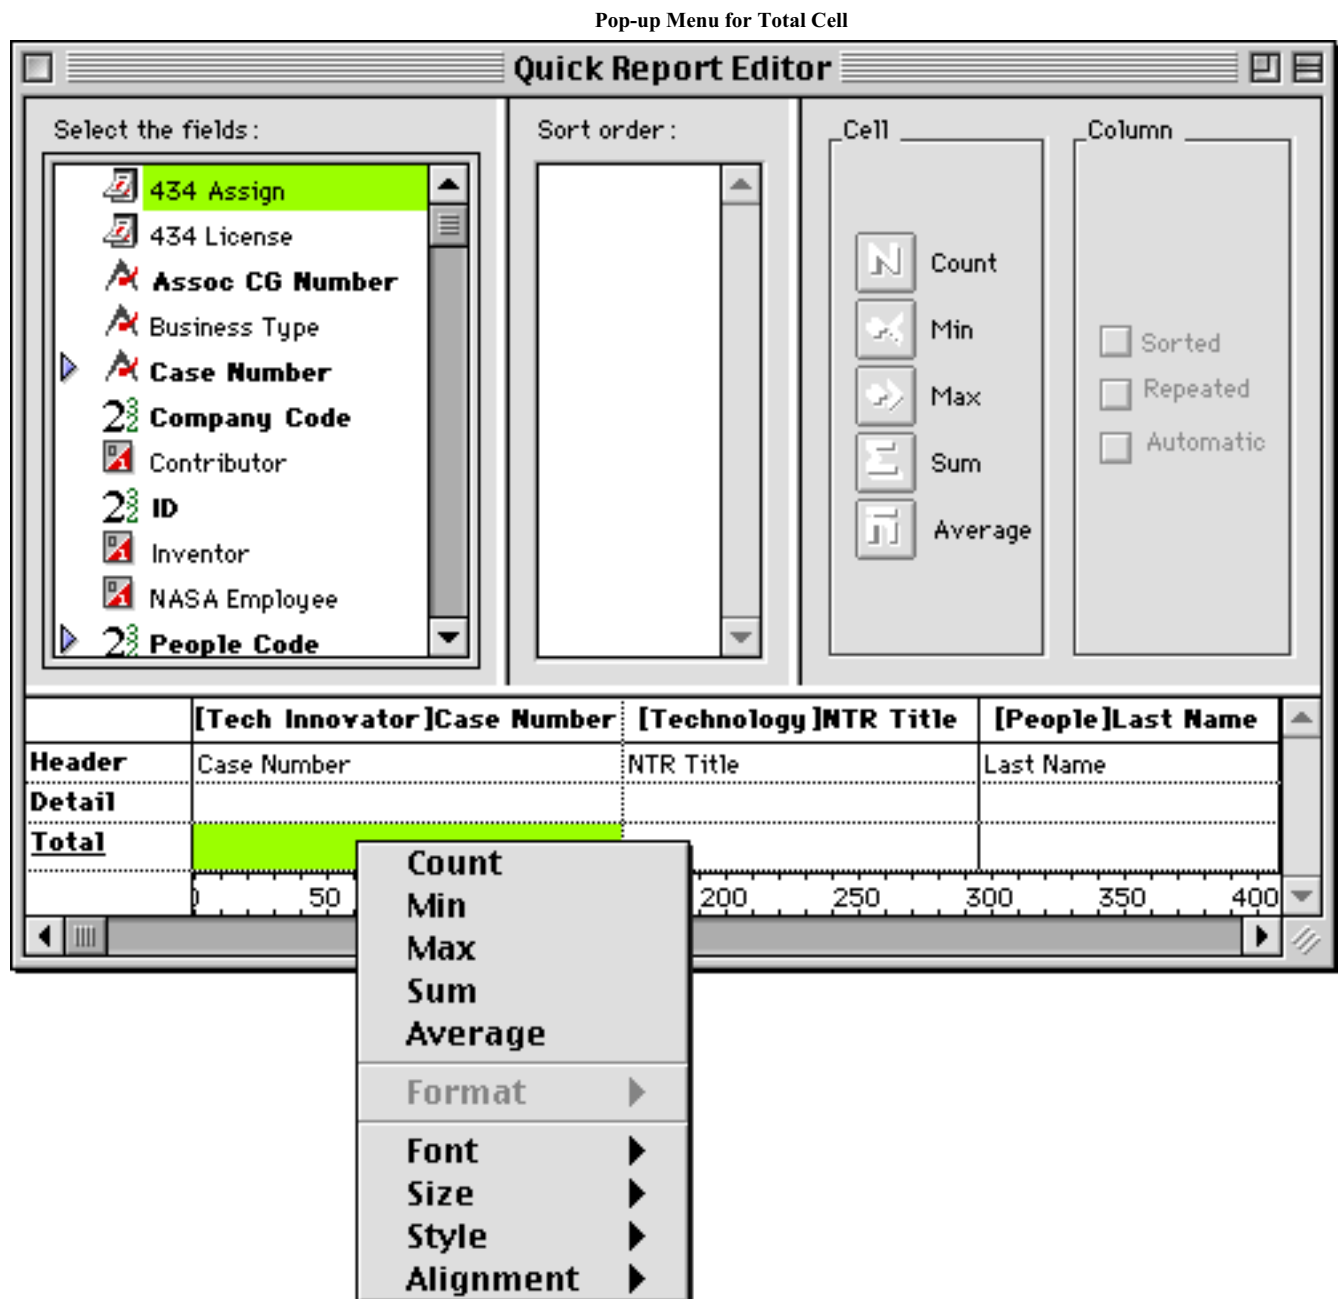 Pop-up Menu for Total Cell
Quick Report Editor
Select the fields:
434 Assign
434 License
Assoc CG Number
Business Type
Case Number
Company Code
Contributor
ID
Inventor
NASA Employee
People Code
Sort order:
Cell
Count
Min
Max
Sum
Average
Column
Sorted
Repeated
Automatic
[Tech Innovator]Case Number [Technology]NTR Title [People]Last Name
Header Case Number NTR Title Last Name
Detail
Total
0 50 200 250 300 350 400
Count
Min
Max
Sum
Average
Format
Font
Size
Style
Alignment